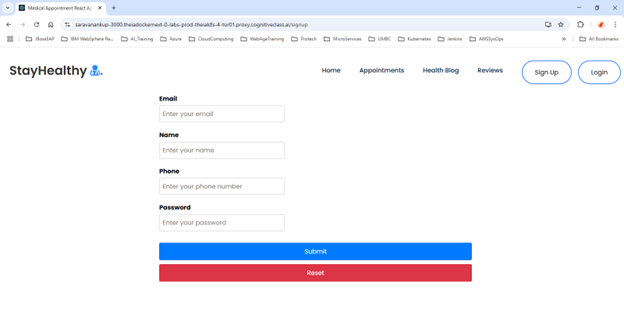 Medical Appointment React Ap
saravanankup-3000.theiadockernext-0-labs-prod-theiak8s-4-tor01.proxy.cognitiveclass.ai/signup
iBossEAP IBM WebSphere Re... AI_Training Azure CloudComputing WebAgeTraining Protech MicroServices UMBC Kubernetes Jenkins AWSSysOps » All Bookmarks
StayHealthy Home Appointments Health Blog Reviews Sign Up Login
Email
Enter your email
Name
Enter your name
Phone
Enter your phone number
Password
Enter your password
Submit
Reset